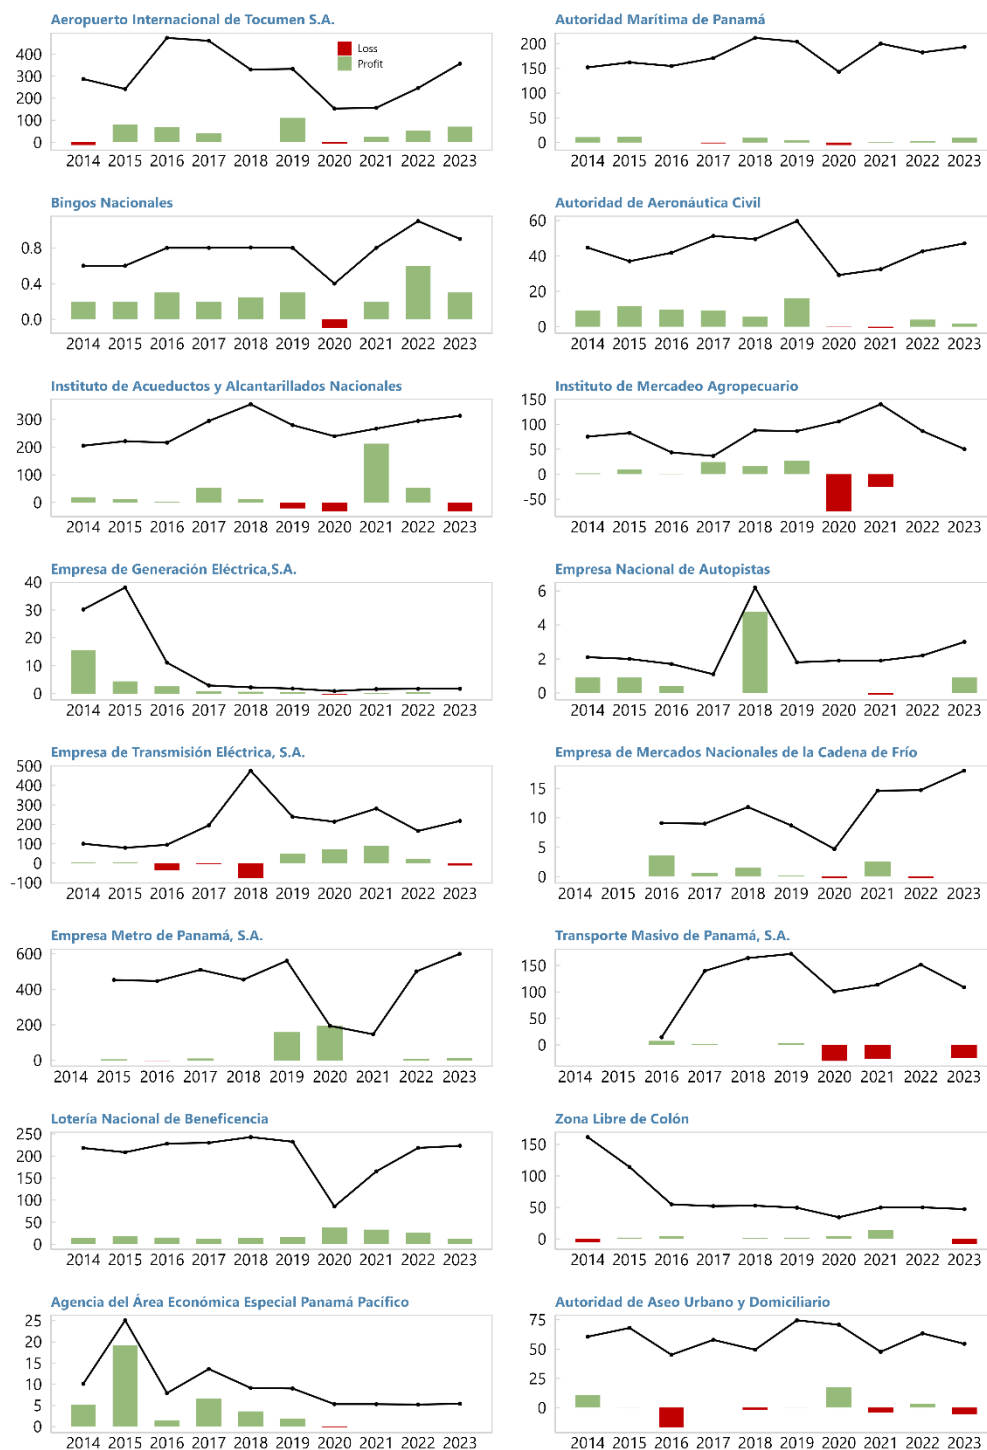 Aeropuerto Internacional de Tocumen S.A.
400
300
200
100
0
Loss
Profit
2014 2015 2016 2017 2018 2019 2020 2021 2022 2023
Autoridad Marítima de Panamá
200
150
100
50
0
2014 2015 2016 2017 2018 2019 2020 2021 2022 2023
Bingos Nacionales
0.8
0.4
0.0
2014 2015 2016 2017 2018 2019 2020 2021 2022 2023
Autoridad de Aeronáutica Civil
60
40
20
0
2014 2015 2016 2017 2018 2019 2020 2021 2022 2023
Instituto de Acueductos y Alcantarillados Nacionales
300
200
100
0
2014 2015 2016 2017 2018 2019 2020 2021 2022 2023
Instituto de Mercadeo Agropecuario
150
100
50
0
-50
2014 2015 2016 2017 2018 2019 2020 2021 2022 2023
Empresa de Generación Eléctrica,S.A.
40
30
20
10
0
2014 2015 2016 2017 2018 2019 2020 2021 2022 2023
Empresa Nacional de Autopistas
6
4
2
0
2014 2015 2016 2017 2018 2019 2020 2021 2022 2023
Empresa de Transmisión Eléctrica, S.A.
500
400
300
200
100
0
-100
2014 2015 2016 2017 2018 2019 2020 2021 2022 2023
Empresa de Mercados Nacionales de la Cadena de Frío
15
10
5
0
2014 2015 2016 2017 2018 2019 2020 2021 2022 2023
Empresa Metro de Panamá, S.A.
600
400
200
0
2014 2015 2016 2017 2018 2019 2020 2021 2022 2023
Transporte Masivo de Panamá, S.A.
150
100
50
0
2014 2015 2016 2017 2018 2019 2020 2021 2022 2023
Lotería Nacional de Beneficencia
250
200
150
100
50
0
2014 2015 2016 2017 2018 2019 2020 2021 2022 2023
Zona Libre de Colón
150
100
50
0
2014 2015 2016 2017 2018 2019 2020 2021 2022 2023
Agencia del Área Económica Especial Panamá Pacífico
25
20
15
10
5
0
2014 2015 2016 2017 2018 2019 2020 2021 2022 2023
Autoridad de Aseo Urbano y Domiciliario
75
50
25
0
2014 2015 2016 2017 2018 2019 2020 2021 2022 2023